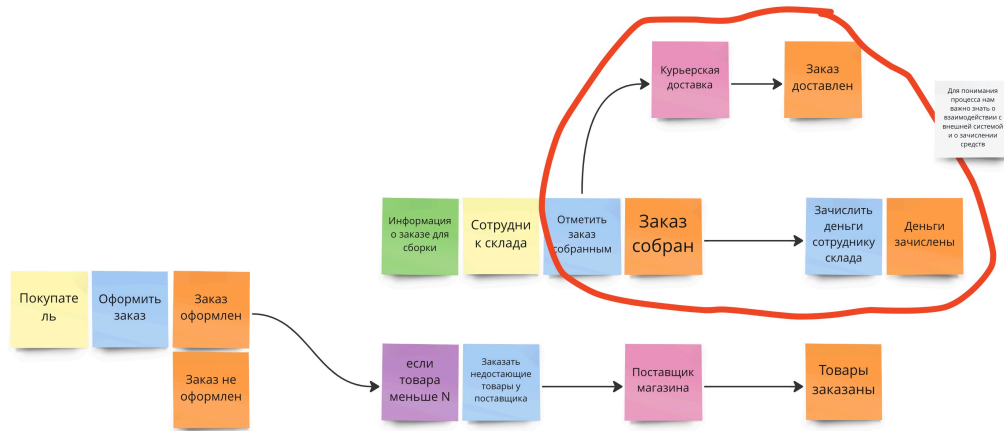 Курьерская
доставка
Заказ
доставлен
Для понимания
процесса нам
важно знать о
взаимодействии с
внешней системой
и о зачислении
средств
Информация
о заказе для
сборки
Сотрудни
к склада
Отметить
заказ
собранным
Заказ
собран
Зачислить
деньги
сотруднику
склада
Деньги
зачислены
Покупате
ль
Оформить
заказ
Заказ
оформлен
Заказ не
оформлен
если
товара
меньше N
Заказать
недостающие
товары у
поставщика
Поставщик
магазина
Товары
заказаны